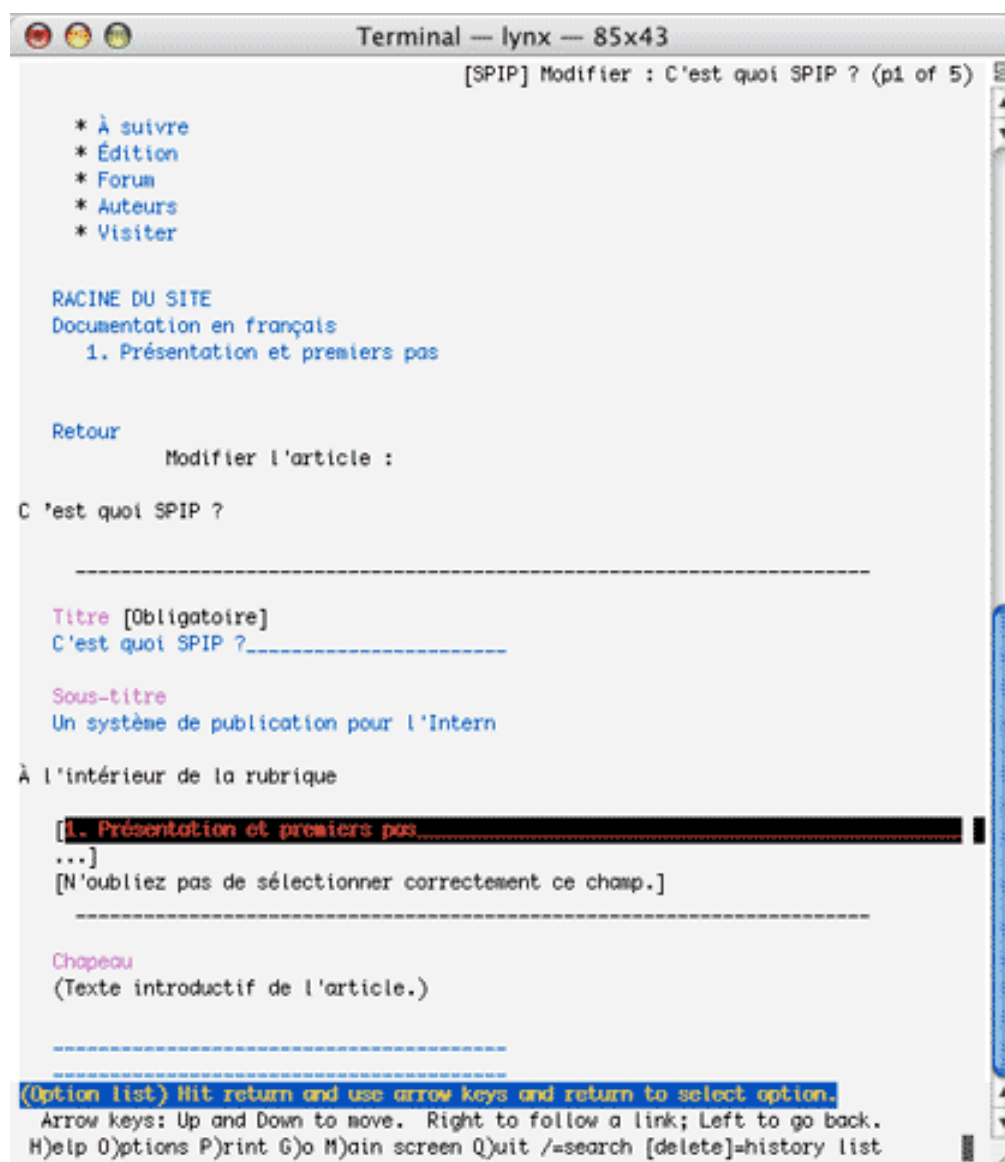 Terminal — lynx — 85x43
[SPIP] Modifier : C'est quoi SPIP ? (p1 of 5)
* À suivre
* Édition
* Forum
* Auteurs
* Visiter
RACINE DU SITE
Documentation en français
1. Présentation et premiers pas
Retour
Modifier l'article :
C 'est quoi SPIP ?
Titre [Obligatoire]
C'est quoi SPIP ?_______________________
Sous-titre
Un système de publication pour l'Intern
À l'intérieur de la rubrique
[1. Présentation et premiers pas________________________________________________
...]
[N'oubliez pas de sélectionner correctement ce champ.]
Chapeau
(Texte introductif de l'article.)
(Option list) Hit return and use arrow keys and return to select option.
Arrow keys: Up and Down to move. Right to follow a link; Left to go back.
H)elp O)ptions P)rint G)o M)ain screen Q)uit /=search [delete]=history list